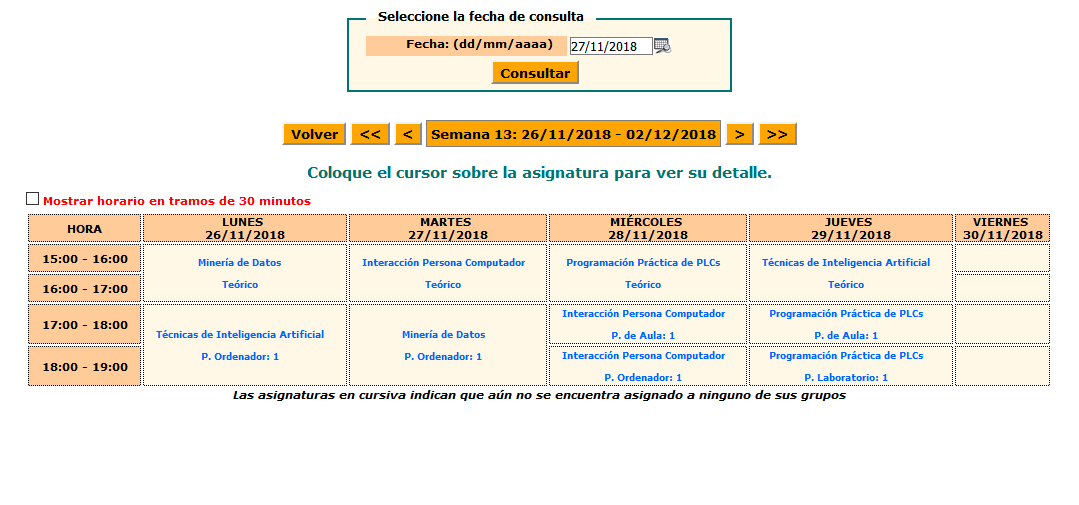 Seleccione la fecha de consulta
Fecha: (dd/mm/aaaa) 27/11/2018
Consultar
Volver << < Semana 13: 26/11/2018 - 02/12/2018 > >>
Coloque el cursor sobre la asignatura para ver su detalle.
Mostrar horario en tramos de 30 minutos
HORA LUNES 26/11/2018 MARTES 27/11/2018 MIÉRCOLES 28/11/2018 JUEVES 29/11/2018 VIERNES 30/11/2018
15:00 - 16:00
Minería de Datos Interacción Persona Computador Programación Práctica de PLCs Técnicas de Inteligencia Artificial
Teórico Teórico Teórico Teórico
16:00 - 17:00
17:00 - 18:00
Técnicas de Inteligencia Artificial
P. Ordenador: 1
Minería de Datos
P. Ordenador: 1
Interacción Persona Computador
P. de Aula: 1
Programación Práctica de PLCs
P. de Aula: 1
18:00 - 19:00
Interacción Persona Computador
P. Ordenador: 1
Programación Práctica de PLCs
P. Laboratorio: 1
Las asignaturas en cursiva indican que aún no se encuentra asignado a ninguno de sus grupos